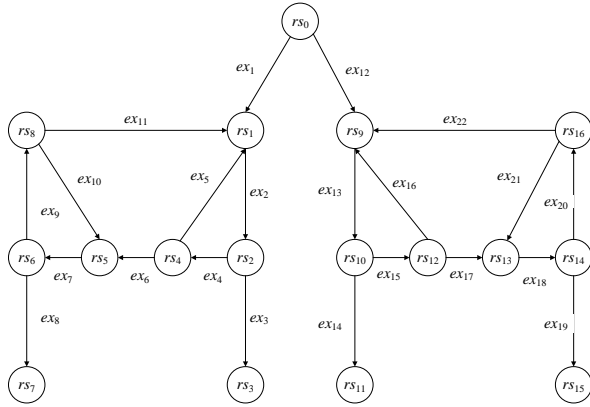 rs₀
ex₁
ex₁₂
rs₈
ex₁₁
rs₁
rs₉
ex₂₂
rs₁₆
ex₁₀
ex₅
ex₂
ex₁₃
ex₁₆
ex₂₁
ex₉
ex₂₀
rs₆
ex₇
rs₅
ex₆
rs₄
ex₄
rs₂
rs₁₀
ex₁₅
rs₁₂
ex₁₇
rs₁₃
ex₁₈
rs₁₄
ex₈
ex₃
ex₁₄
ex₁₉
rs₇
rs₃
rs₁₁
rs₁₅